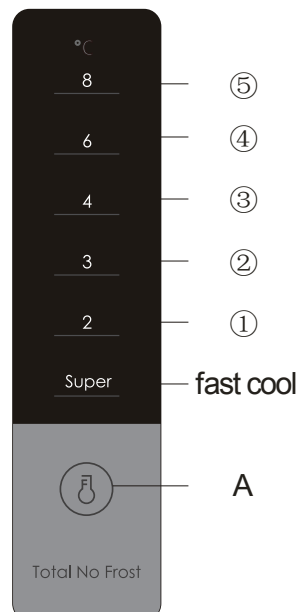 °C
8 ⑤
6 ④
4 ③
3 ②
2 ①
Super fast cool
A
Total No Frost